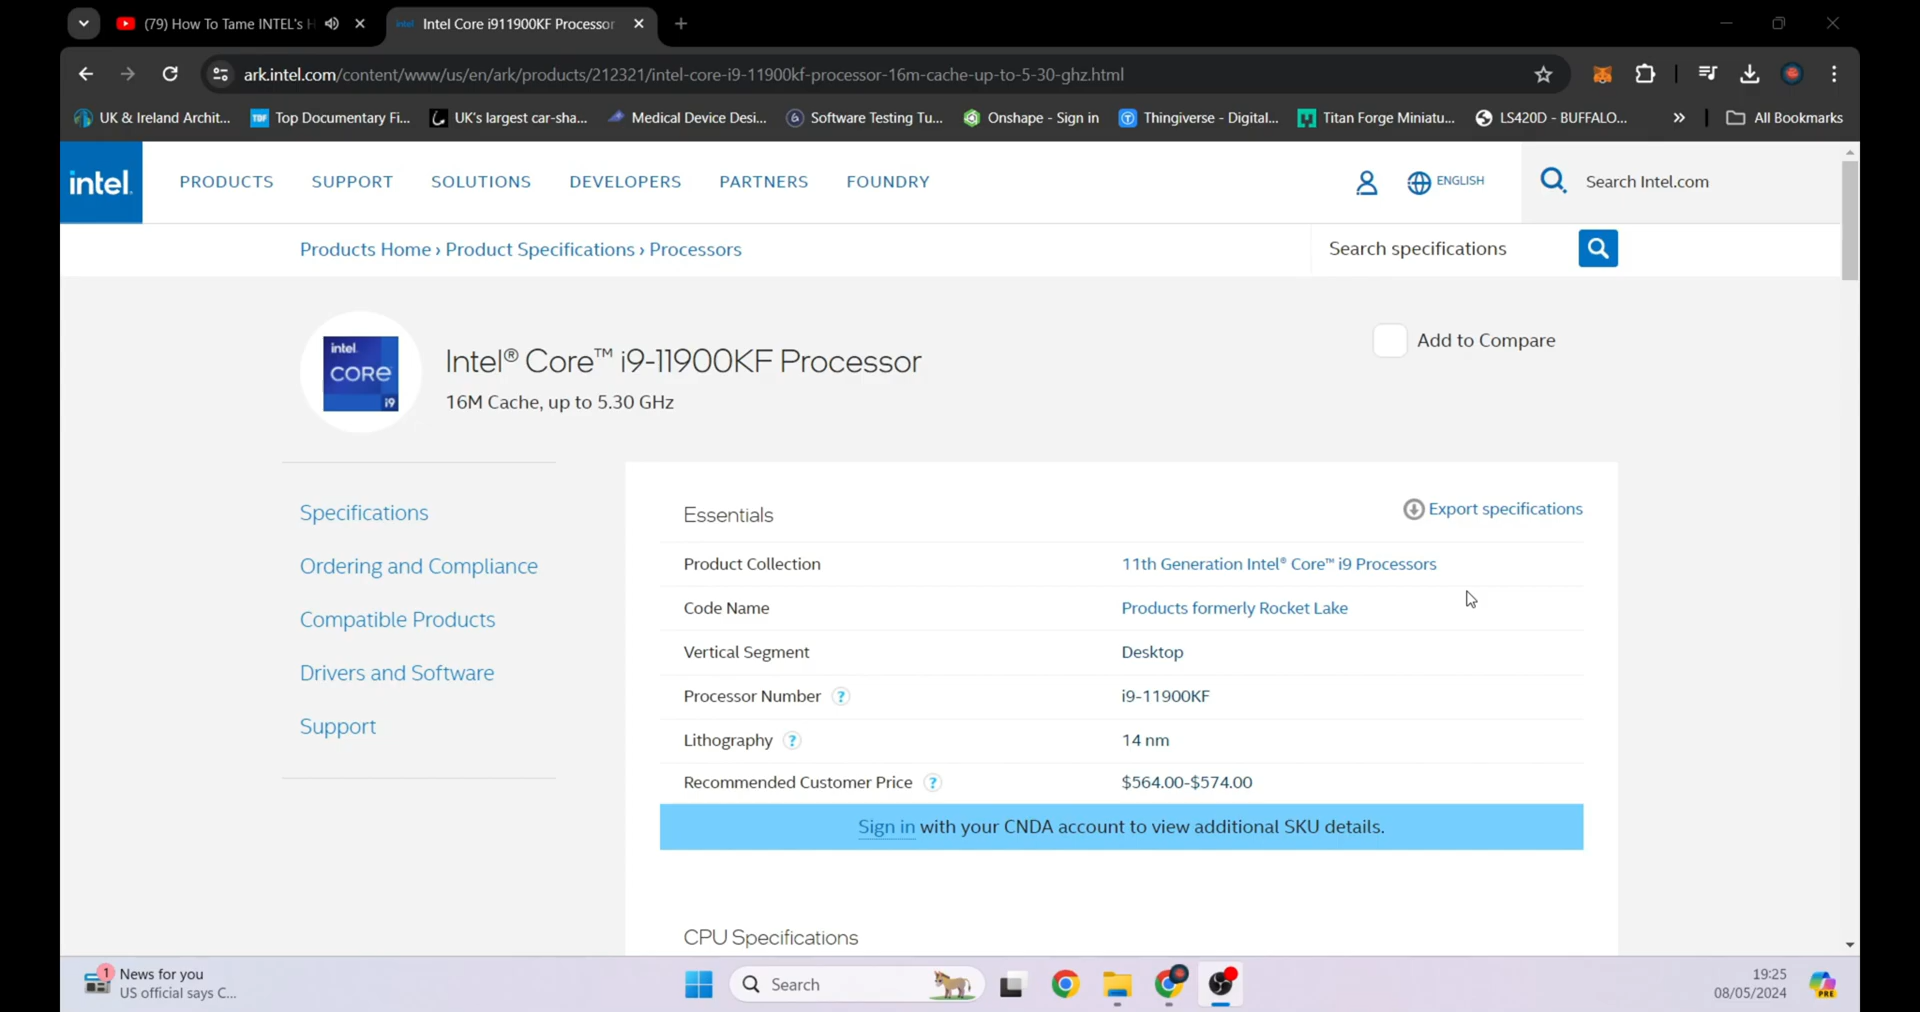 (79) How To Tame INTEL's H
intel Intel Core i911900KF Processor
ark.intel.com/content/www/us/en/ark/products/212321/intel-core-i9-11900kf-processor-16m-cache-up-to-5-30-ghz.html
UK & Ireland Archit... TDF Top Documentary Fi... UK's largest car-sha... Medical Device Desi... Software Testing Tu... Onshape - Sign in Thingiverse - Digital... Titan Forge Miniatu... LS420D - BUFFALO... » All Bookmarks
intel. PRODUCTS SUPPORT SOLUTIONS DEVELOPERS PARTNERS FOUNDRY ENGLISH Search Intel.com
Products Home › Product Specifications › Processors Search specifications
Intel® Core™ i9-11900KF Processor
16M Cache, up to 5.30 GHz
Add to Compare
intel
CORE
i9
Specifications
Ordering and Compliance
Compatible Products
Drivers and Software
Support
Essentials Export specifications
Product Collection 11th Generation Intel® Core™ i9 Processors
Code Name Products formerly Rocket Lake
Vertical Segment Desktop
Processor Number ? i9-11900KF
Lithography ? 14 nm
Recommended Customer Price ? $564.00-$574.00
Sign in with your CNDA account to view additional SKU details.
CPU Specifications
1 News for you
US official says C...
Search
19:25
08/05/2024
PRE